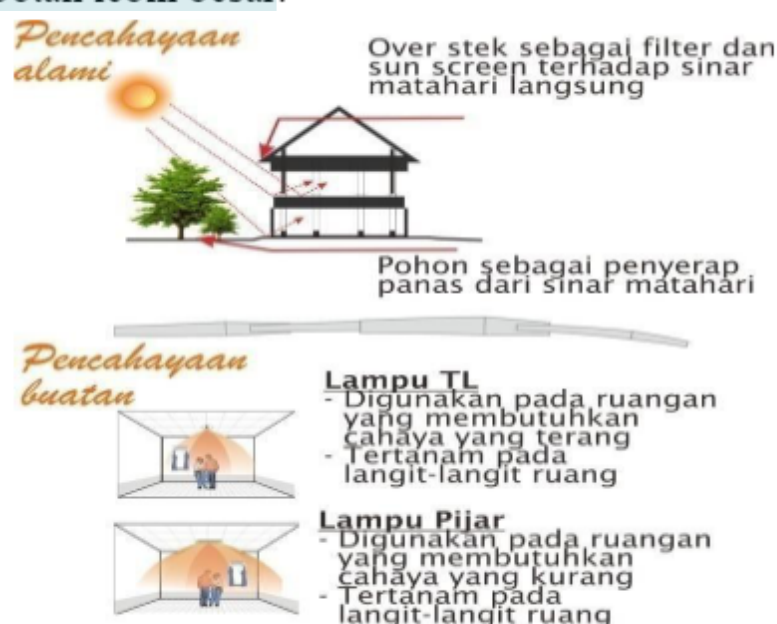 Pencahayaan
alami
Over stek sebagai filter dan
sun screen terhadap sinar
matahari langsung
Pohon sebagai penyerap
panas dari sinar matahari
Pencahayaan
buatan
Lampu TL
- Digunakan pada ruangan
yang membutuhkan
cahaya yang terang
- Tertanam pada
langit-langit ruang
Lampu Pijar
- Digunakan pada ruangan
yang membutuhkan
cahaya yang kurang
- Tertanam pada
langit-langit ruang